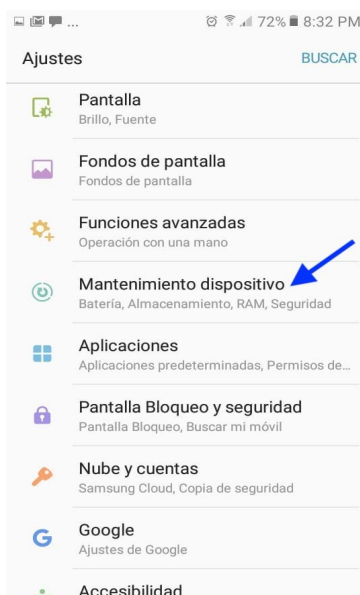 ... 72% 8:32 PM
Ajustes BUSCAR
Pantalla
Brillo, Fuente
Fondos de pantalla
Fondos de pantalla
Funciones avanzadas
Operación con una mano
Mantenimiento dispositivo
Batería, Almacenamiento, RAM, Seguridad
Aplicaciones
Aplicaciones predeterminadas, Permisos de...
Pantalla Bloqueo y seguridad
Pantalla Bloqueo, Buscar mi móvil
Nube y cuentas
Samsung Cloud, Copia de seguridad
Google
Ajustes de Google
Accesibilidad